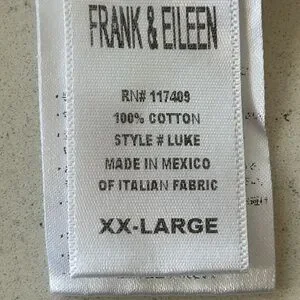 FRANK & EILEEN
RN# 117409
100% COTTON
STYLE # LUKE
MADE IN MEXICO
OF ITALIAN FABRIC
XX-LARGE